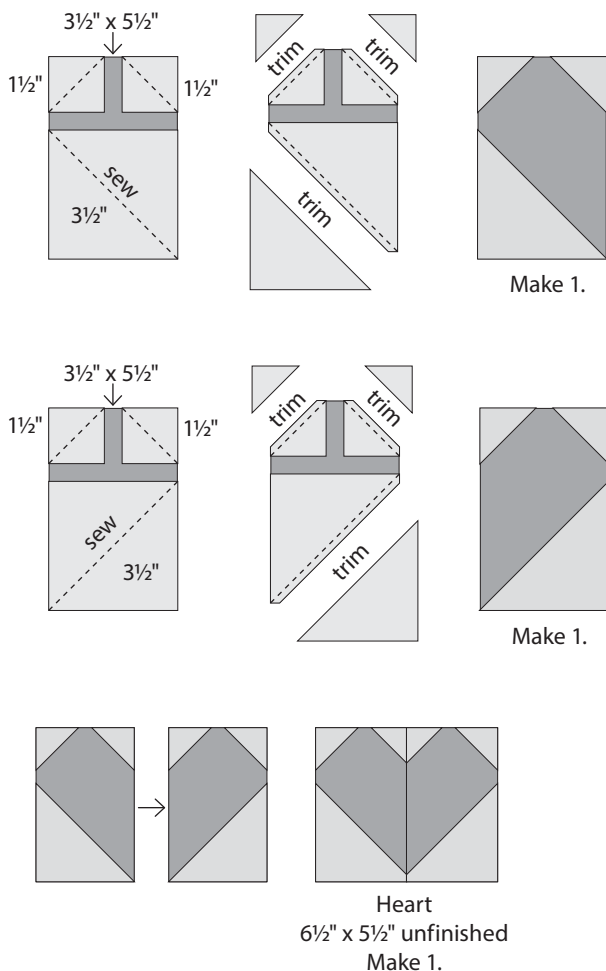 3½" x 5½"
1½"
1½"
sew
3½"
trim
trim
trim
Make 1.
3½" x 5½"
1½"
1½"
sew
3½"
trim
trim
trim
Make 1.
Heart
6½" x 5½" unfinished
Make 1.